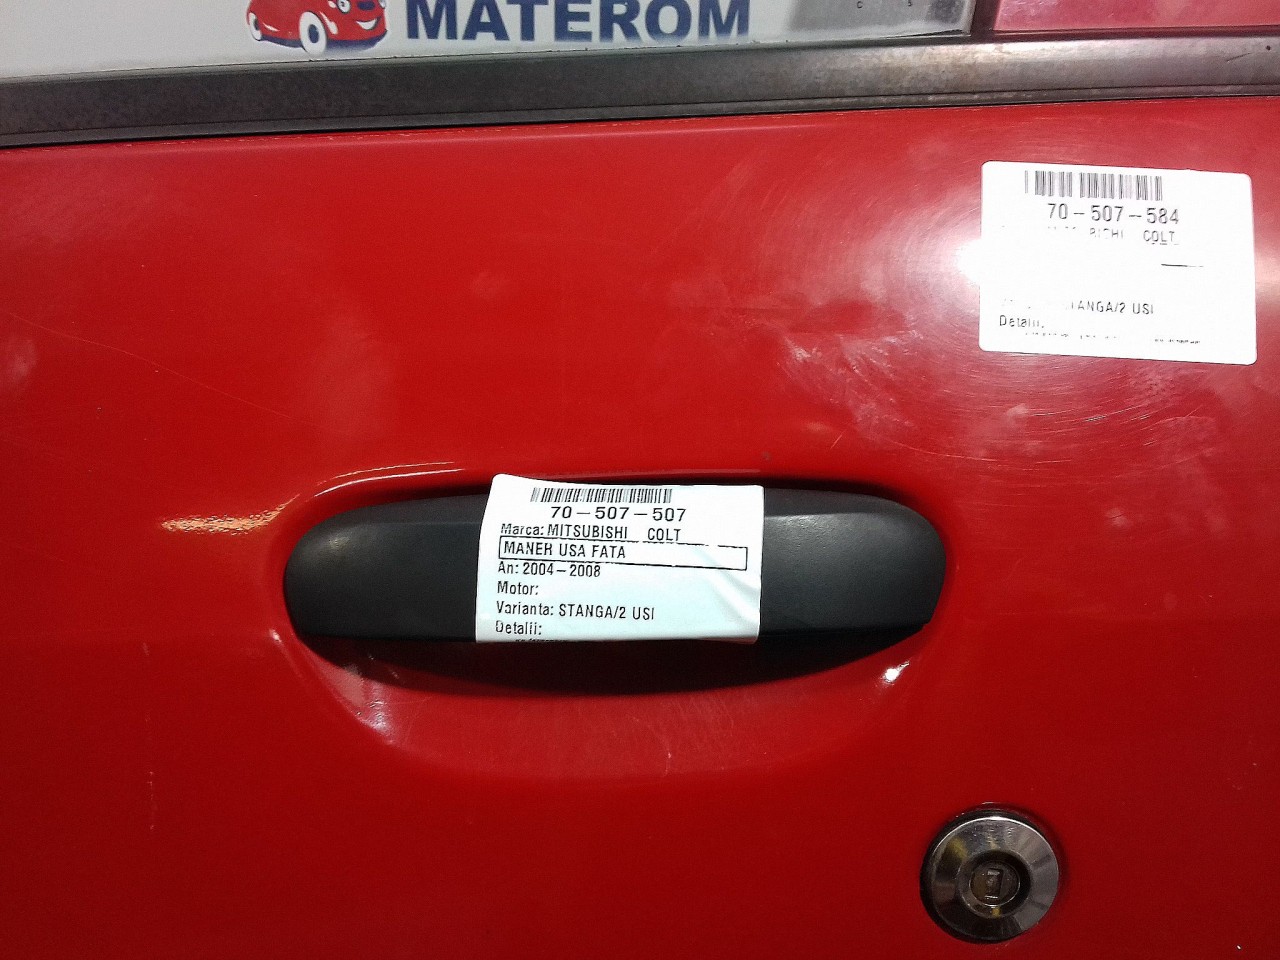 MATEROM
C S
70-507-584
COLT
STANGA/2 USI
Detalii:
70-507-507
Marca: MITSUBISHI COLT
MANER USA FATA
An: 2004-2008
Motor:
Varianta: STANGA/2 USI
Detalii: